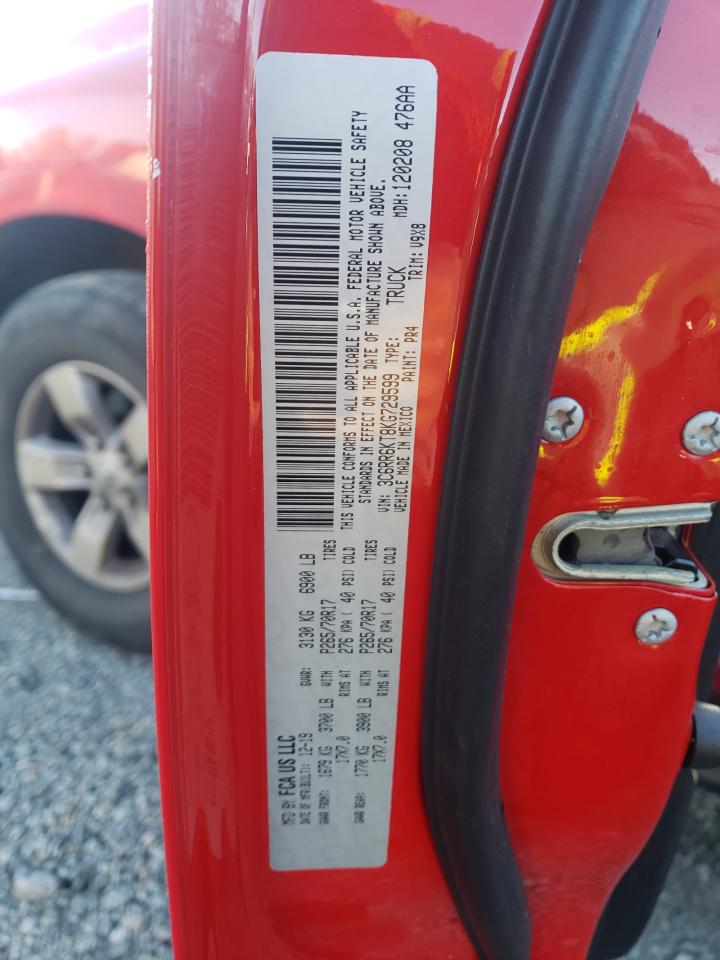 MFD BY: FCA US LLC
DATE OF MFR(BUILT): 12-19 GVWR: 3130 KG 6900 LB
GAWR FRONT: 1679 KG 3700 LB WITH P265/70R17 TIRES
17X7.0 RIMS AT 276 KPA ( 40 PSI) COLD
GAWR REAR: 1770 KG 3900 LB WITH P265/70R17 TIRES
17X7.0 RIMS AT 276 KPA ( 40 PSI) COLD
THIS VEHICLE CONFORMS TO ALL APPLICABLE U.S.A. FEDERAL MOTOR VEHICLE SAFETY
STANDARDS IN EFFECT ON THE DATE OF MANUFACTURE SHOWN ABOVE.
VIN: 3C6RR6KT8KG729599 TYPE: TRUCK MDH: 120208 476AA
VEHICLE MADE IN MEXICO PAINT: PR4 TRIM: V9X8